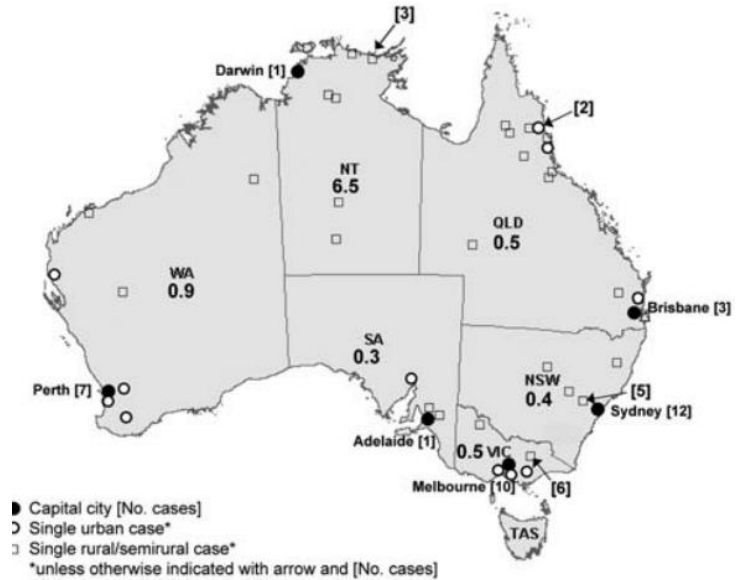 [3]
Darwin [1]
[2]
NT
6.5
QLD
0.5
WA
0.9
Brisbane [3]
SA
0.3
Perth [7]
NSW
0.4
[5]
Sydney [12]
Adelaide [1]
0.5 VIC
Melbourne [10]
[6]
TAS
Capital city [No. cases]
Single urban case*
Single rural/semirural case*
*unless otherwise indicated with arrow and [No. cases]